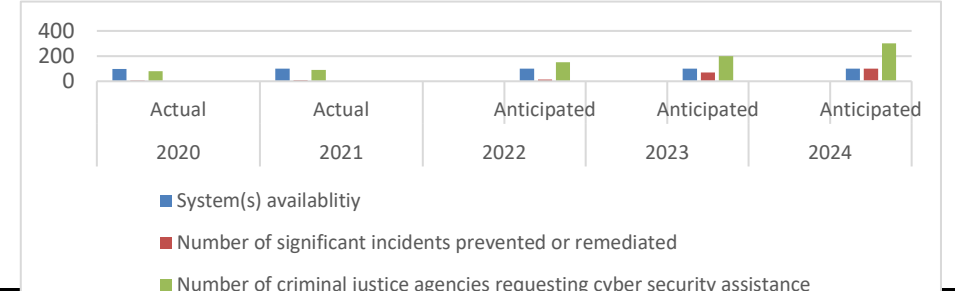 400
200
0
Actual Actual Anticipated Anticipated Anticipated
2020 2021 2022 2023 2024
System(s) availablitiy
Number of significant incidents prevented or remediated
Number of criminal justice agencies requesting cyber security assistance